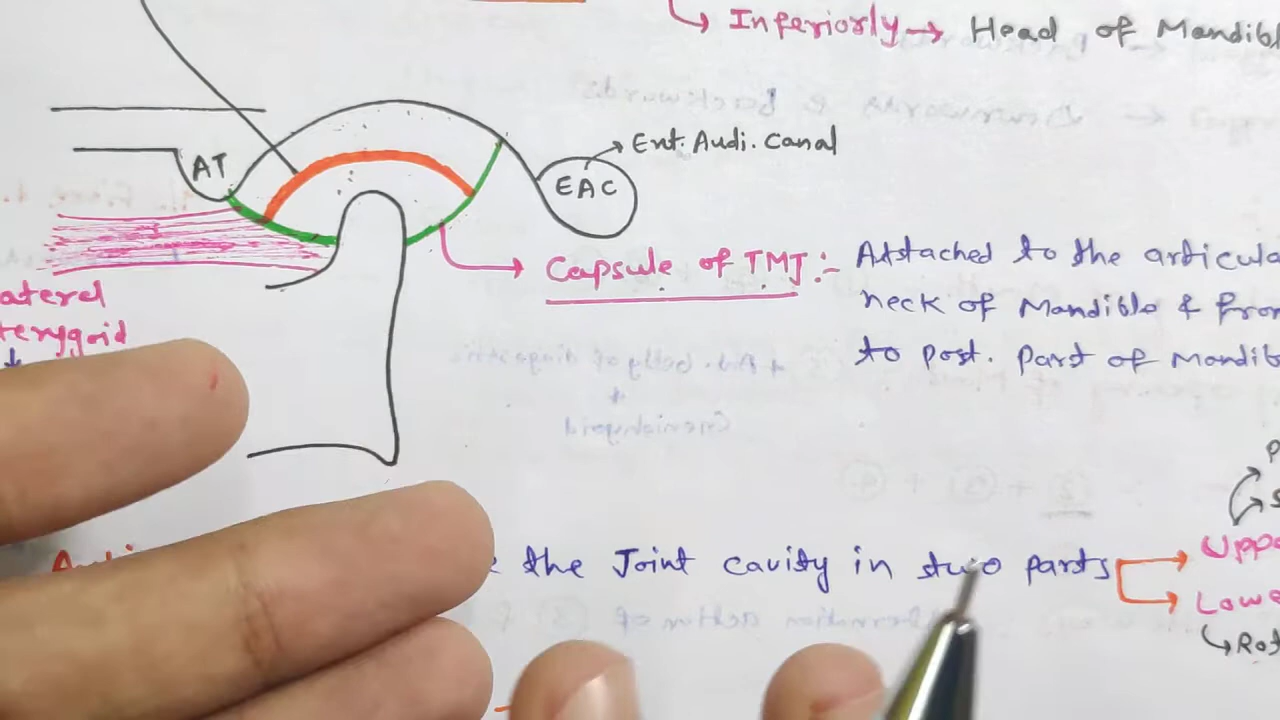 Inferiorly → Head of Mandibl
AT
EAC
Ent. Audi. Canal
Capsule of TMJ:- Attached to the articula
neck of Mandible & from
to post. part of Mandib
aterel
terygoid
the Joint cavity in two parts
Uppe
Lowe
Rot